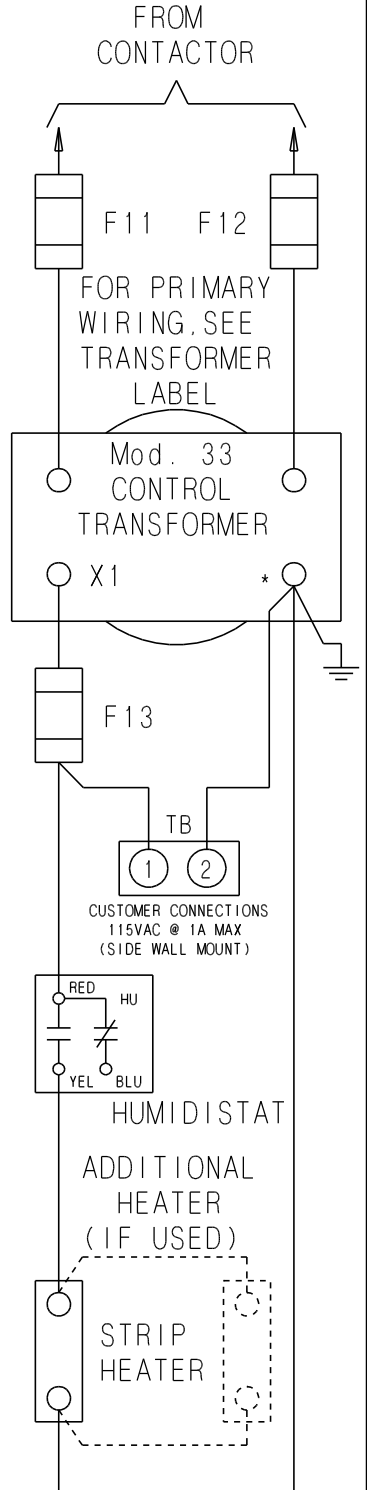 FROM
CONTACTOR
F11 F12
FOR PRIMARY
WIRING,SEE
TRANSFORMER
LABEL
Mod. 33
CONTROL
TRANSFORMER
X1 *
F13
TB
1 2
CUSTOMER CONNECTIONS
115VAC @ 1A MAX
(SIDE WALL MOUNT)
RED HU
YEL BLU
HUMIDISTAT
ADDITIONAL
HEATER
(IF USED)
STRIP
HEATER